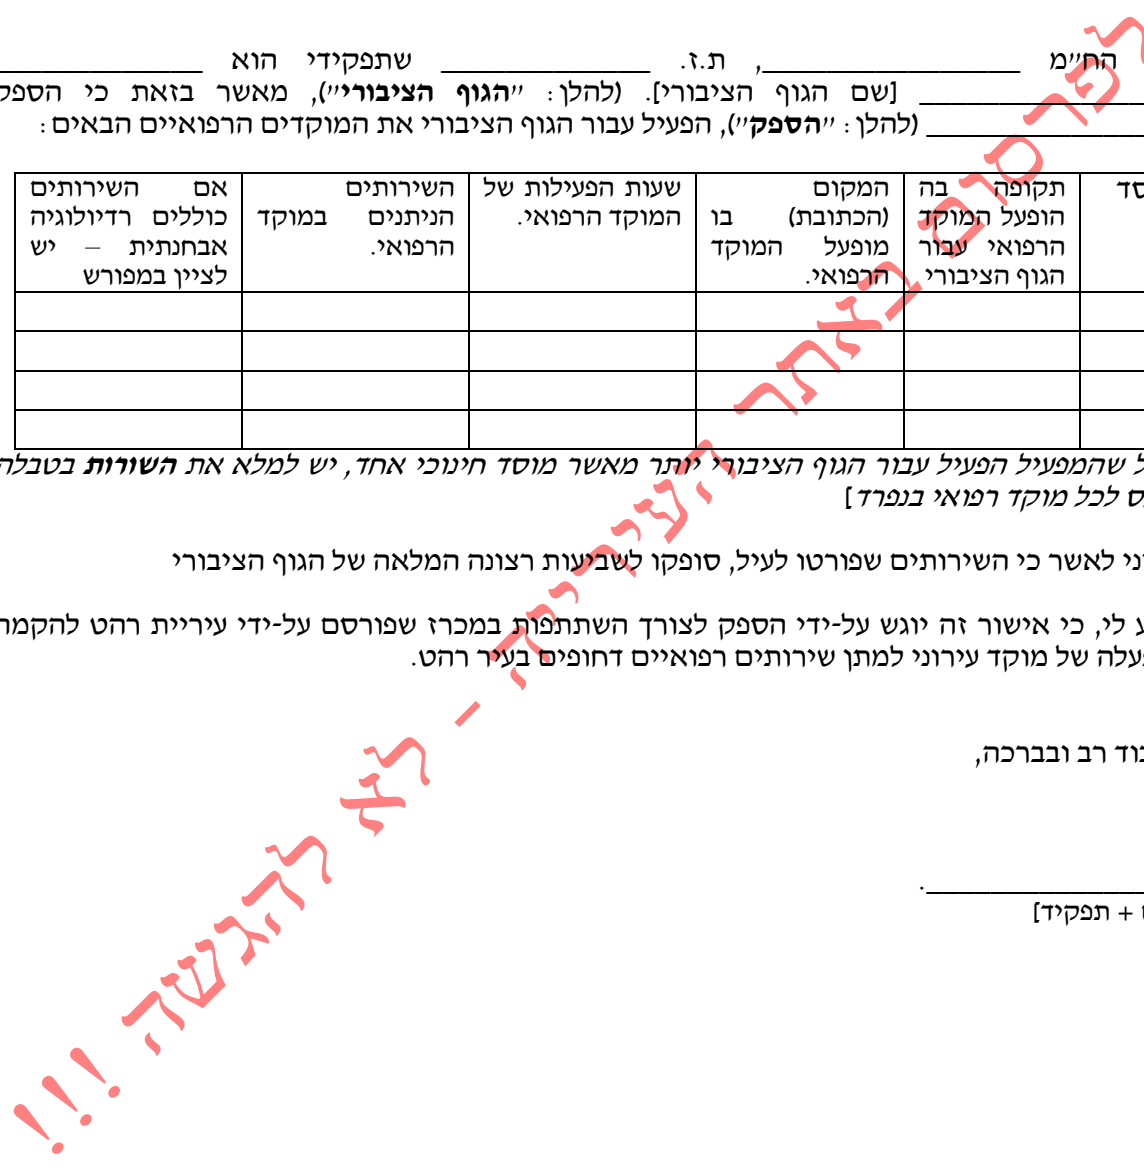 הח״מ ________________, ת.ז. _____________ שתפקידי הוא _____________
______________ [שם הגוף הציבורי]. (להלן: ״הגוף הציבורי״), מאשר בזאת כי הספק
______________ (להלן: ״הספק״), הפעיל עבור הגוף הציבורי את המוקדים הרפואיים הבאים:
תקופה בה
הופעל המוקד
הרפואי עבור
הגוף הציבורי
המקום
(הכתובת) בו
מופעל המוקד
הרפואי.
שעות הפעילות של
המוקד הרפואי.
השירותים
הניתנים במוקד
הרפואי.
אם השירותים
כוללים רדיולוגיה
אבחנתית – יש
לציין במפורש
שהמפעיל הפעיל עבור הגוף הציבורי יותר מאשר מוסד חינוכי אחד, יש למלא את השורות בטבלה
לכל מוקד רפואי בנפרד]
לאשר כי השירותים שפורטו לעיל, סופקו לשביעות רצונה המלאה של הגוף הציבורי
לי, כי אישור זה יוגש על-ידי הספק לצורך השתתפות במכרז שפורסם על-ידי עיריית רהט להקמה
של מוקד עירוני למתן שירותים רפואיים דחופים בעיר רהט.
רב ובברכה,
______________.
+ תפקיד]
לפרסום באתר העירייה - לא להגשה !!!